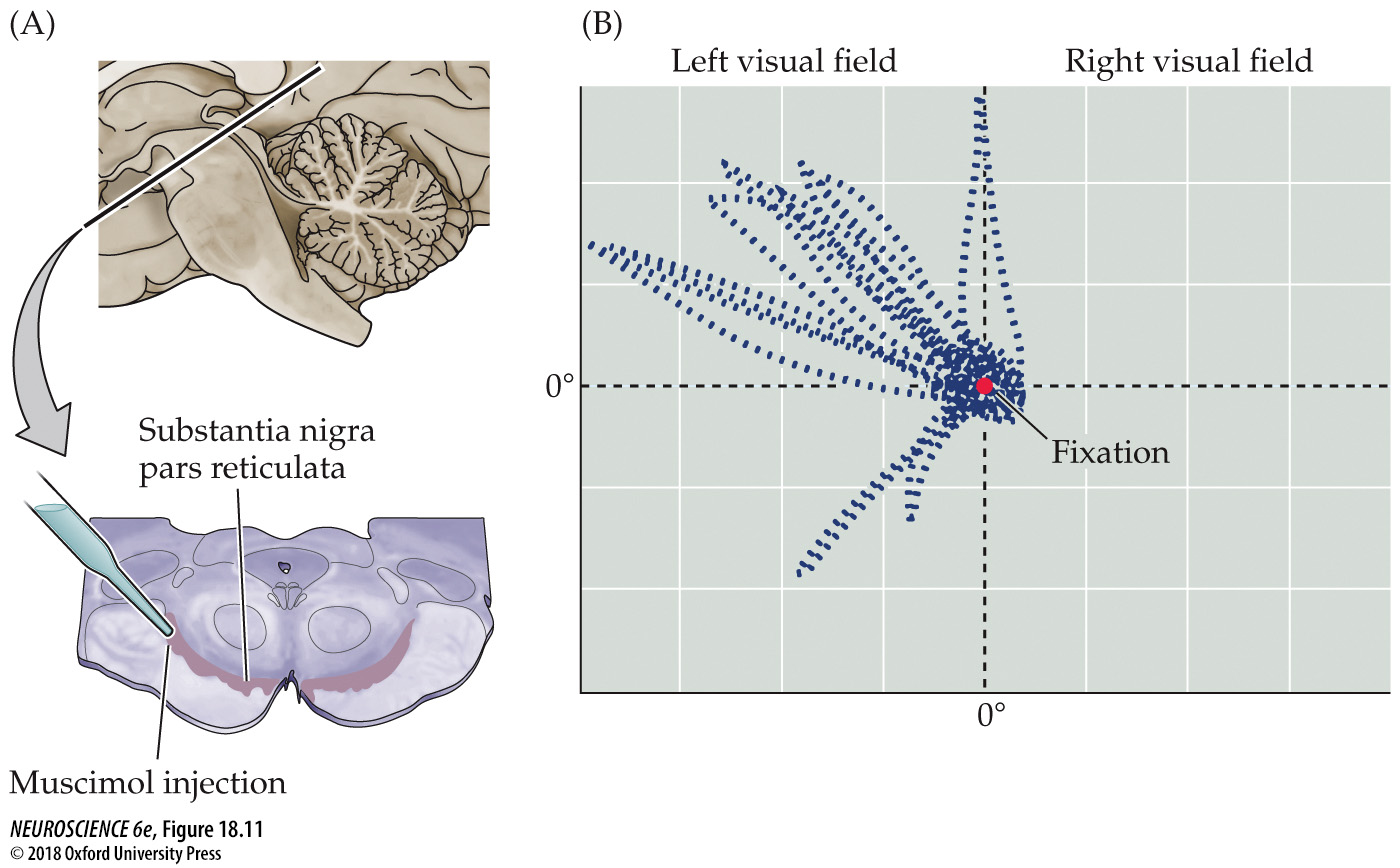 (A)
Substantia nigra
pars reticulata
Muscimol injection
(B)
Left visual field
Right visual field
0°
Fixation
0°
NEUROSCIENCE 6e, Figure 18.11
© 2018 Oxford University Press